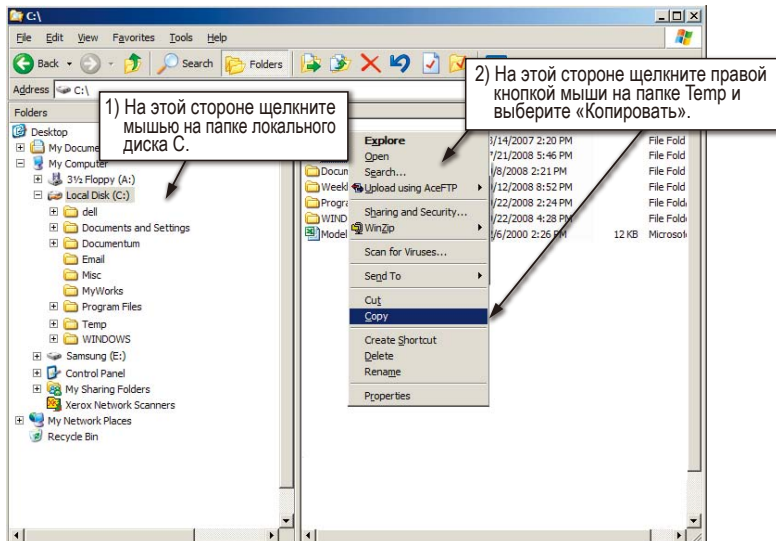 C:\
File Edit View Favorites Tools Help
Back Search Folders
Address C:\
2) На этой стороне щелкните правой
кнопкой мыши на папке Temp и
выберите «Копировать».
Folders
1) На этой стороне щелкните
мышью на папке локального
диска C.
Desktop
My Docume
My Computer
3½ Floppy (A:)
Local Disk (C:)
dell
Documents and Settings
Documentum
Email
Misc
MyWorks
Program Files
Temp
WINDOWS
Samsung (E:)
Control Panel
My Sharing Folders
Xerox Network Scanners
My Network Places
Recycle Bin
Explore /14/2007 2:20 PM File Fold
Open /21/2008 5:46 PM File Fold
Docum Search... /8/2008 2:21 PM File Fold
Weekl Upload using AceFTP /12/2008 8:52 PM File Fold
Progra Sharing and Security... /22/2008 2:24 PM File Fold
WIND WinZip /22/2008 4:28 PM File Fold
Model /6/2000 2:26 PM 12 KB Microsof
Scan for Viruses...
Send To
Cut
Copy
Create Shortcut
Delete
Rename
Properties